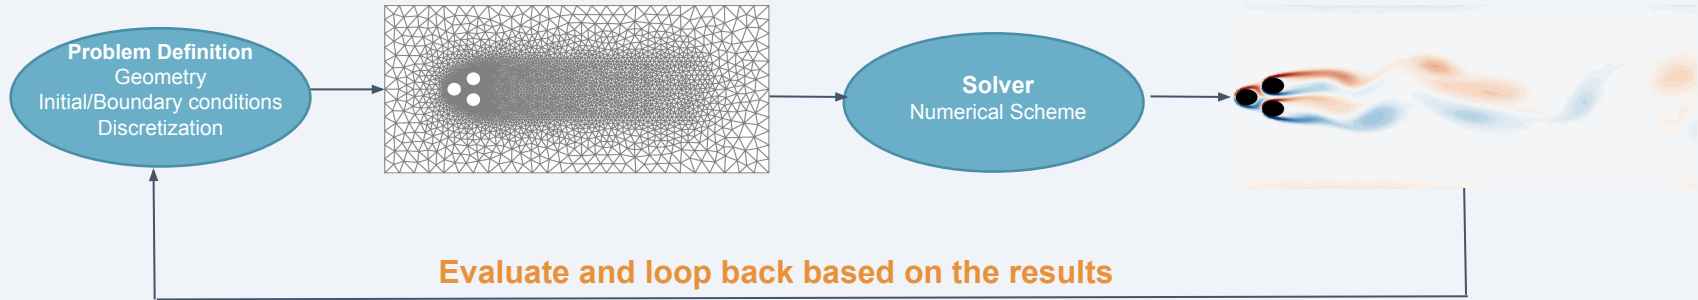 Problem Definition
Geometry
Initial/Boundary conditions
Discretization
Solver
Numerical Scheme
Evaluate and loop back based on the results